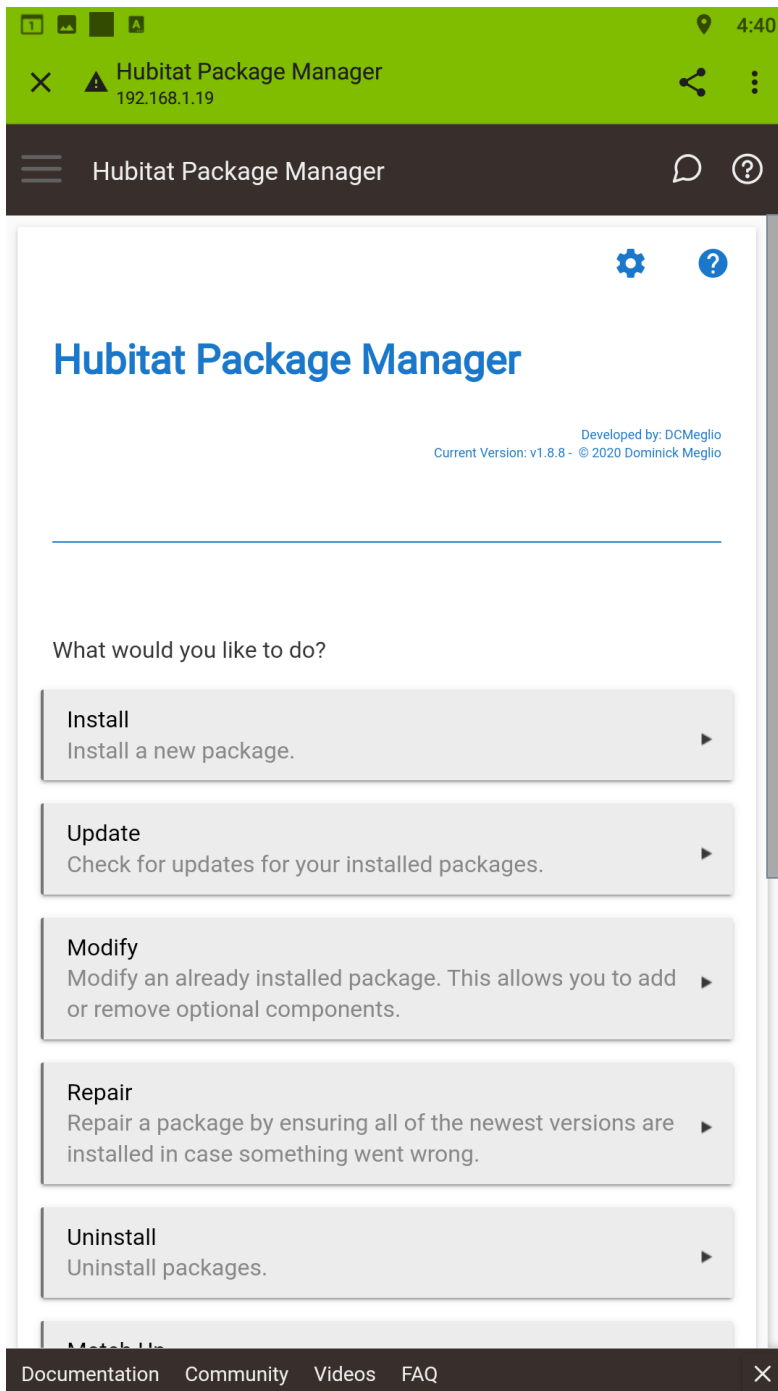 1
A
4:40
Hubitat Package Manager
192.168.1.19
Hubitat Package Manager
Hubitat Package Manager
Developed by: DCMeglio
Current Version: v1.8.8 - © 2020 Dominick Meglio
What would you like to do?
Install
Install a new package.
Update
Check for updates for your installed packages.
Modify
Modify an already installed package. This allows you to add
or remove optional components.
Repair
Repair a package by ensuring all of the newest versions are
installed in case something went wrong.
Uninstall
Uninstall packages.
Match Up
Documentation Community Videos FAQ